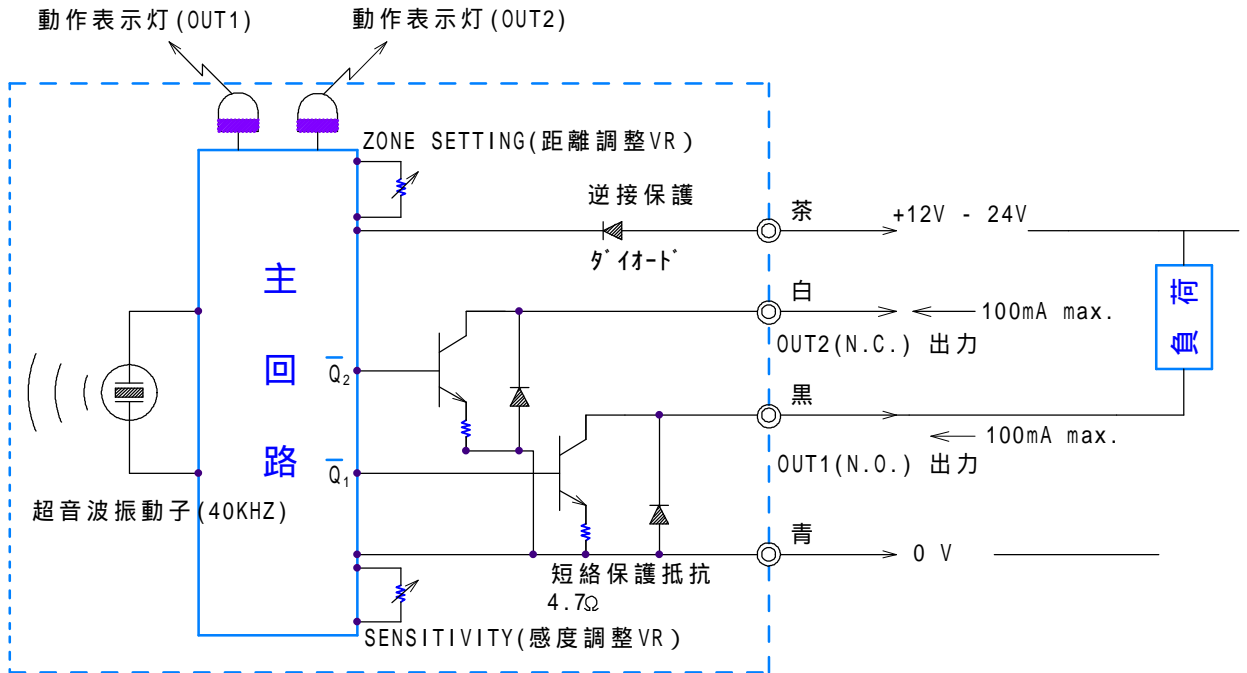 動作表示灯(OUT1)
動作表示灯(OUT2)
ZONE SETTING(距離調整VR)
逆接保護
ダイオード
茶
+12V - 24V
主回路
白
100mA max.
OUT2(N.C.) 出力
負荷
Q2
黒
100mA max.
OUT1(N.O.) 出力
Q1
超音波振動子(40KHZ)
青
0 V
短絡保護抵抗
4.7Ω
SENSITIVITY(感度調整VR)